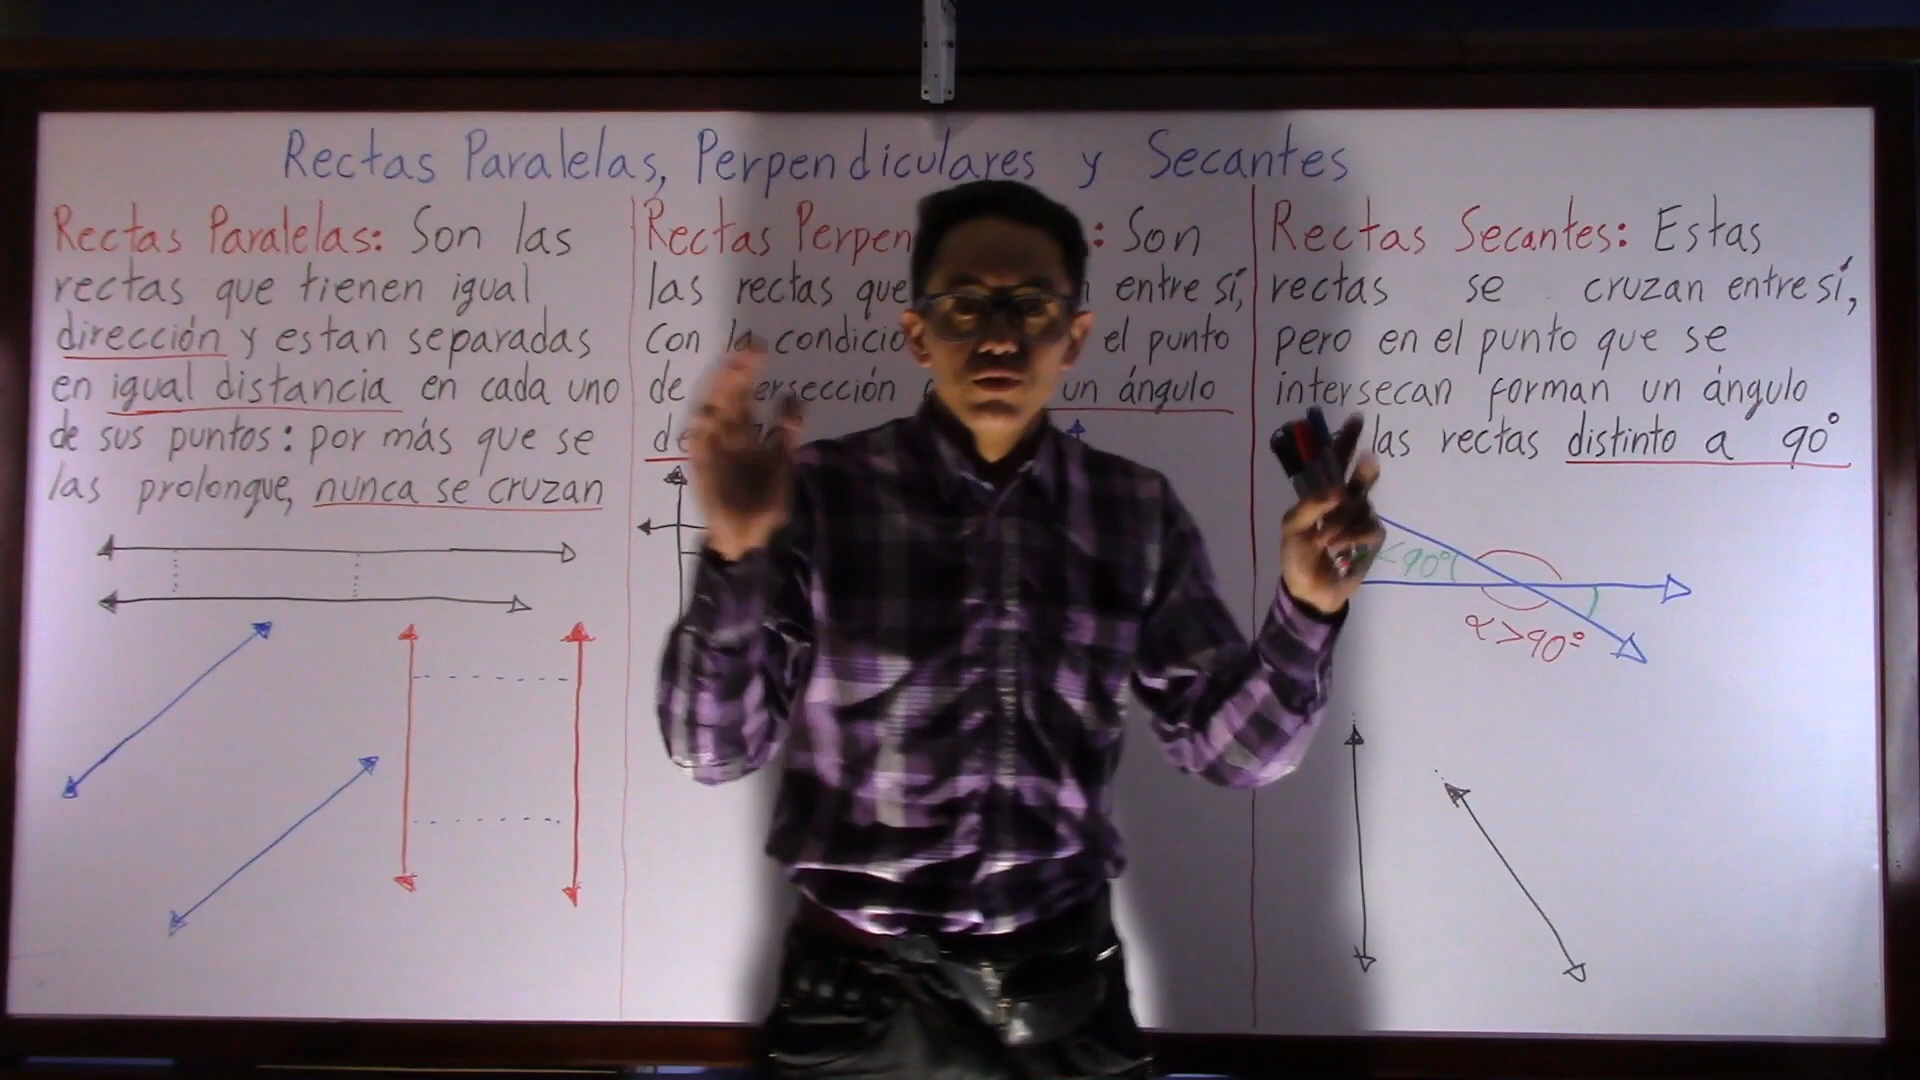 Rectas Paralelas, Perpendiculares y Secantes
Rectas Paralelas: Son las
rectas que tienen igual
dirección y estan separadas
en igual distancia en cada uno
de sus puntos: por más que se
las prolongue, nunca se cruzan
Rectas Perpen : Son
las rectas que entre sí,
con la condicio el punto
de ersección un ángulo
de
Rectas Secantes: Estas
rectas se cruzan entre sí,
pero en el punto que se
intersecan forman un ángulo
las rectas distinto a 90°
<90°
α>90°